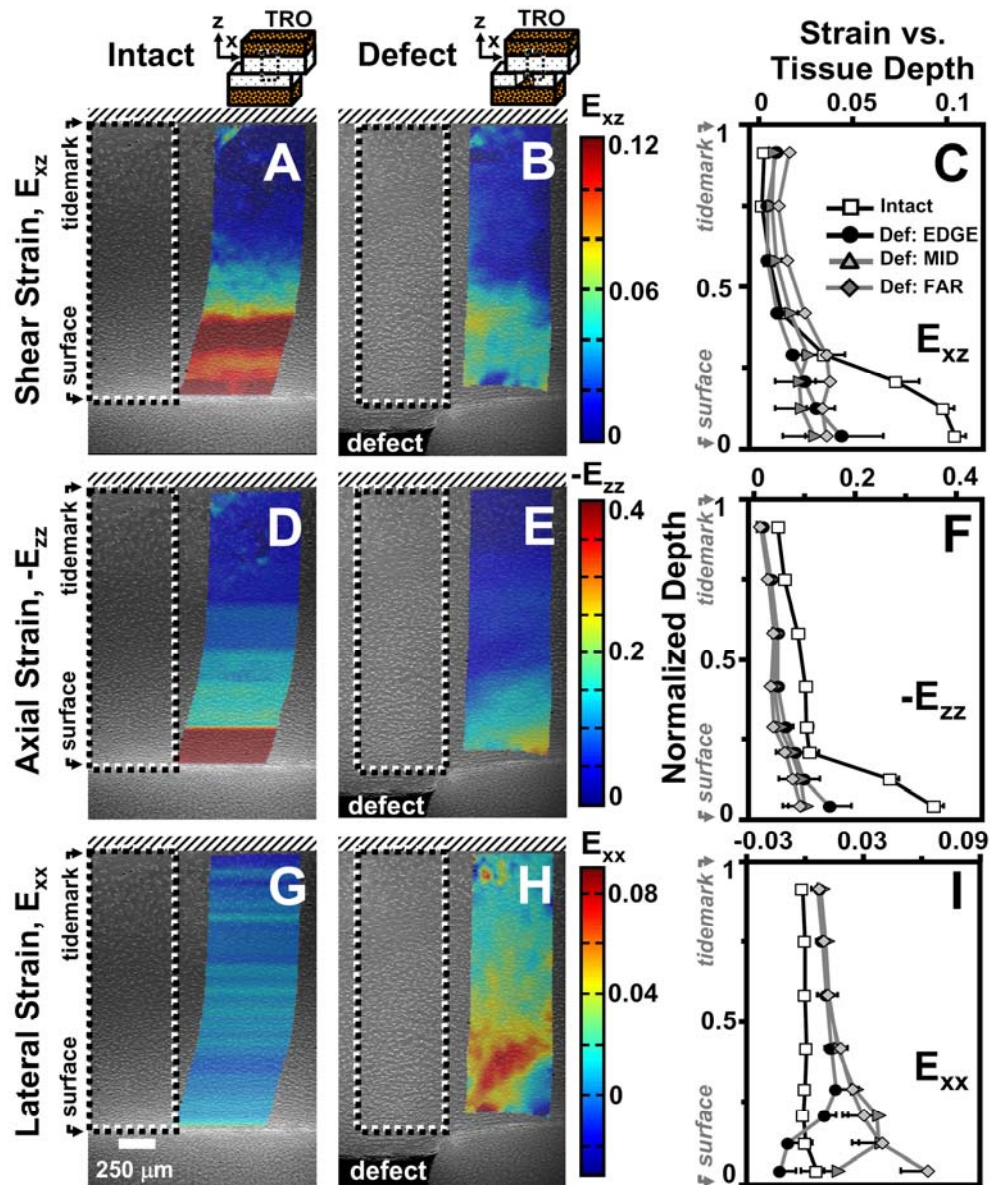 TRO
TRO
Intact
Defect
z
x
z
x
Strain vs.
Tissue Depth
Shear Strain, Exz
tidemark
surface
A
B
defect
Exz
0.12
0.06
0
0
0.05
0.1
1
0.5
0
tidemark
surface
C
Intact
Def: EDGE
Def: MID
Def: FAR
Exz
Axial Strain, -Ezz
tidemark
surface
D
E
defect
-Ezz
0.4
0.2
0
Normalized Depth
0
0.2
0.4
1
0.5
0
tidemark
surface
F
-Ezz
Lateral Strain, Exx
tidemark
surface
G
250 μm
H
defect
Exx
0.08
0.04
0
-0.03
0.03
0.09
1
0.5
0
tidemark
surface
I
Exx